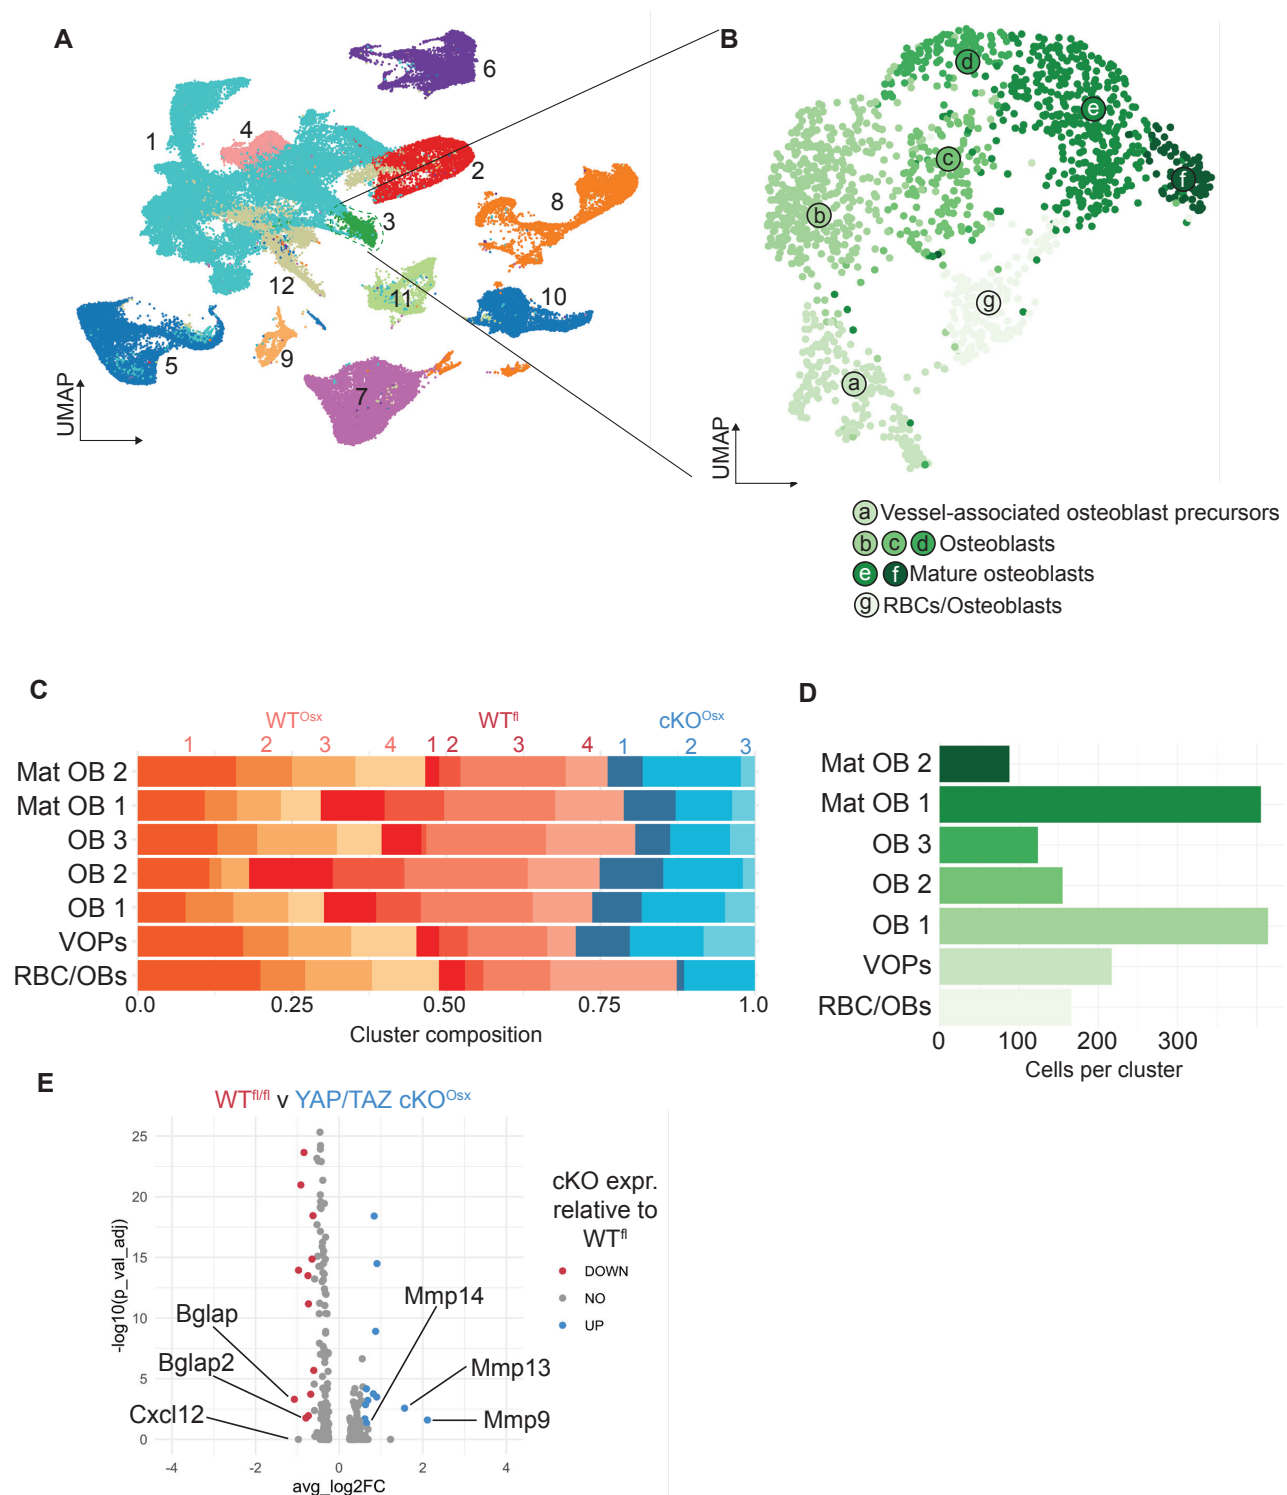 A
B
1
4
6
2
3
8
12
11
10
5
9
7
UMAP
a
b
c
d
e
f
g
UMAP
a Vessel-associated osteoblast precursors
b c d Osteoblasts
e f Mature osteoblasts
g RBCs/Osteoblasts
C
WTOsx WTfl cKOOsx
1 2 3 4 1 2 3 4 1 2 3
Mat OB 2
Mat OB 1
OB 3
OB 2
OB 1
VOPs
RBC/OBs
0.0 0.25 0.50 0.75 1.0
Cluster composition
D
Mat OB 2
Mat OB 1
OB 3
OB 2
OB 1
VOPs
RBC/OBs
0 100 200 300
Cells per cluster
E
WTfl/fl v YAP/TAZ cKOOsx
25
20
15
10
5
0
-log10(p_val_adj)
Bglap
Bglap2
Cxcl12
Mmp14
Mmp13
Mmp9
-4 -2 0 2 4
avg_log2FC
cKO expr.
relative to
WTfl
DOWN
NO
UP